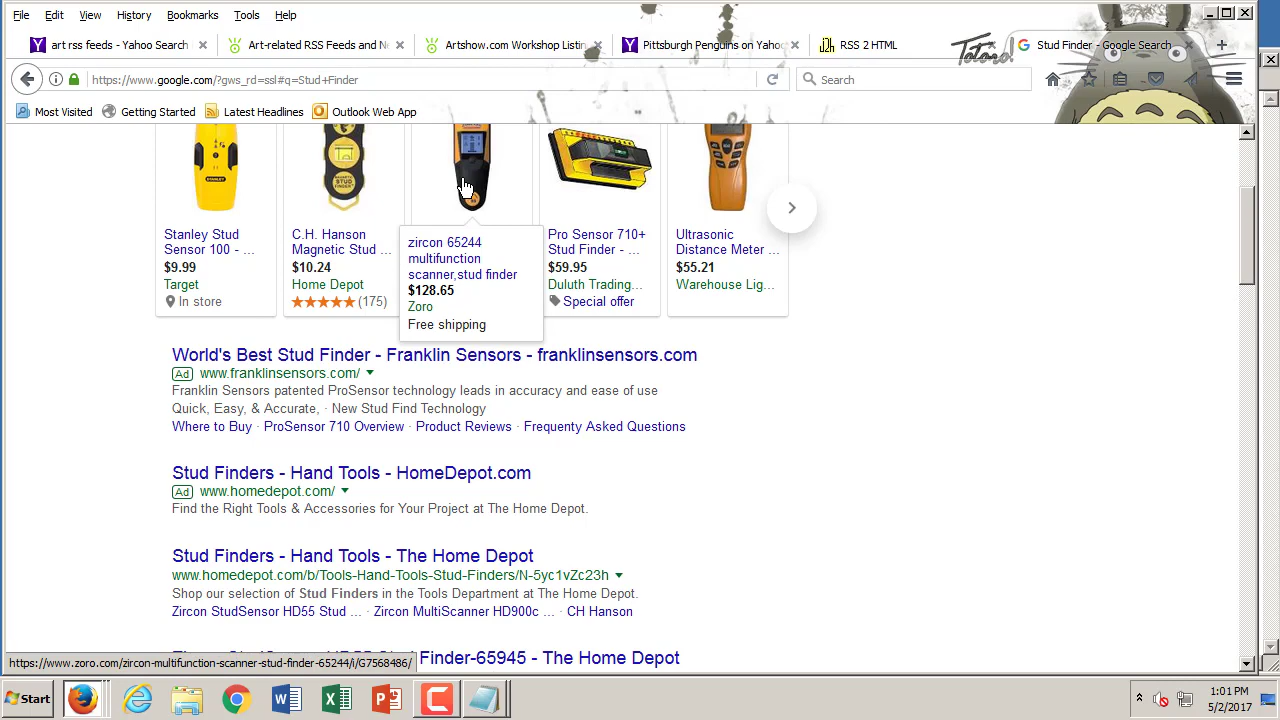 File Edit View History Bookmarks Tools Help
art rss feeds - Yahoo Search
Art-related RSS Feeds and N
Artshow.com Workshop Listin
Pittsburgh Penguins on Yaho
RSS 2 HTML
Totoro!
Stud Finder - Google Search
https://www.google.com/?gws_rd=ssl#q=Stud+Finder
Search
Most Visited Getting Started Latest Headlines Outlook Web App
Stanley Stud
Sensor 100 - ...
$9.99
Target
In store
C.H. Hanson
Magnetic Stud ...
$10.24
Home Depot
(175)
zircon 65244
multifunction
scanner,stud finder
$128.65
Zoro
Free shipping
Pro Sensor 710+
Stud Finder - ...
$59.95
Duluth Trading...
Special offer
Ultrasonic
Distance Meter ...
$55.21
Warehouse Lig...
World's Best Stud Finder - Franklin Sensors - franklinsensors.com
Ad www.franklinsensors.com/
Franklin Sensors patented ProSensor technology leads in accuracy and ease of use
Quick, Easy, & Accurate, · New Stud Find Technology
Where to Buy · ProSensor 710 Overview · Product Reviews · Frequenty Asked Questions
Stud Finders - Hand Tools - HomeDepot.com
Ad www.homedepot.com/
Find the Right Tools & Accessories for Your Project at The Home Depot.
Stud Finders - Hand Tools - The Home Depot
www.homedepot.com/b/Tools-Hand-Tools-Stud-Finders/N-5yc1vZc23h
Shop our selection of Stud Finders in the Tools Department at The Home Depot.
Zircon StudSensor HD55 Stud ... · Zircon MultiScanner HD900c ... · CH Hanson
Finder-65945 - The Home Depot
https://www.zoro.com/zircon-multifunction-scanner-stud-finder-65244/i/G7568486/
Start
1:01 PM
5/2/2017